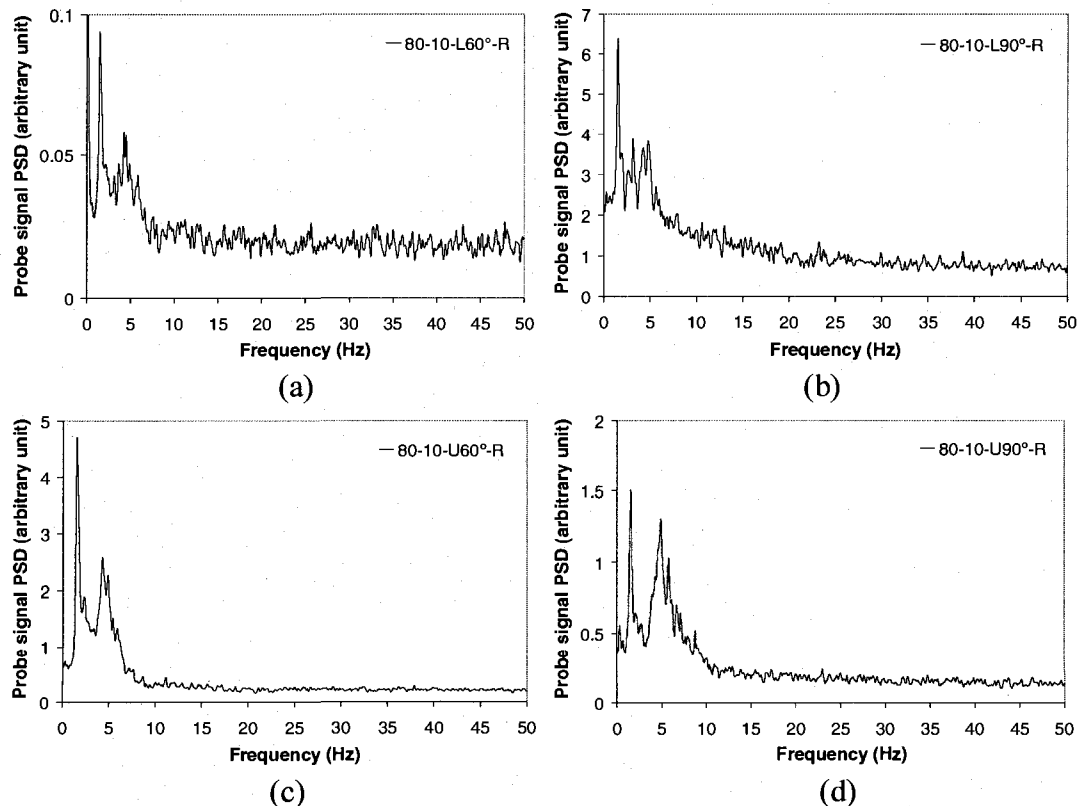 Probe signal PSD (arbitrary unit)
0.1
0.05
0
— 80-10-L60°-R
0 5 10 15 20 25 30 35 40 45 50
Frequency (Hz)
(a)
Probe signal PSD (arbitrary unit)
7
6
5
4
3
2
1
0
— 80-10-L90°-R
0 5 10 15 20 25 30 35 40 45 50
Frequency (Hz)
(b)
Probe signal PSD (arbitrary unit)
5
4
3
2
1
0
— 80-10-U60°-R
0 5 10 15 20 25 30 35 40 45 50
Frequency (Hz)
(c)
Probe signal PSD (arbitrary unit)
2
1.5
1
0.5
0
— 80-10-U90°-R
0 5 10 15 20 25 30 35 40 45 50
Frequency (Hz)
(d)